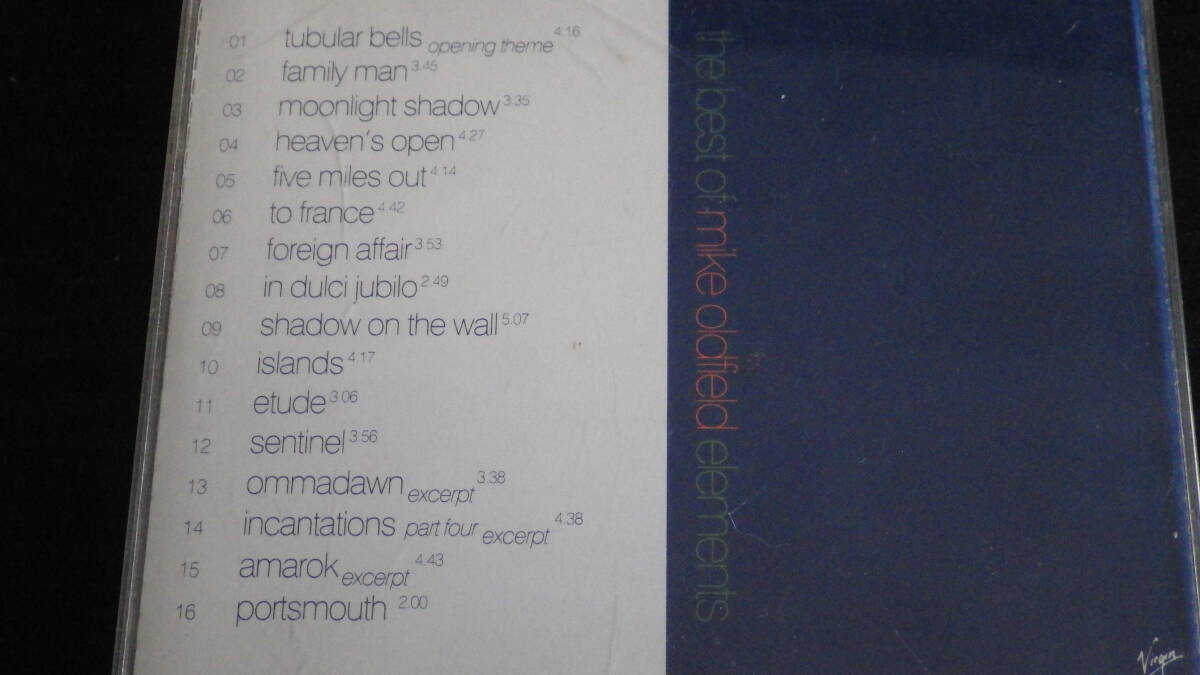 01 tubular bells opening theme 4.16
02 family man 3.45
03 moonlight shadow 3.35
04 heaven's open 4.27
05 five miles out 4.14
06 to france 4.42
07 foreign affair 3.53
08 in dulci jubilo 2.49
09 shadow on the wall 5.07
10 islands 4.17
11 etude 3.06
12 sentinel 3.56
13 ommadawn excerpt 3.38
14 incantations part four excerpt 4.38
15 amarok excerpt 4.43
16 portsmouth 2.00
the best of mike oldfield elements
Virgin